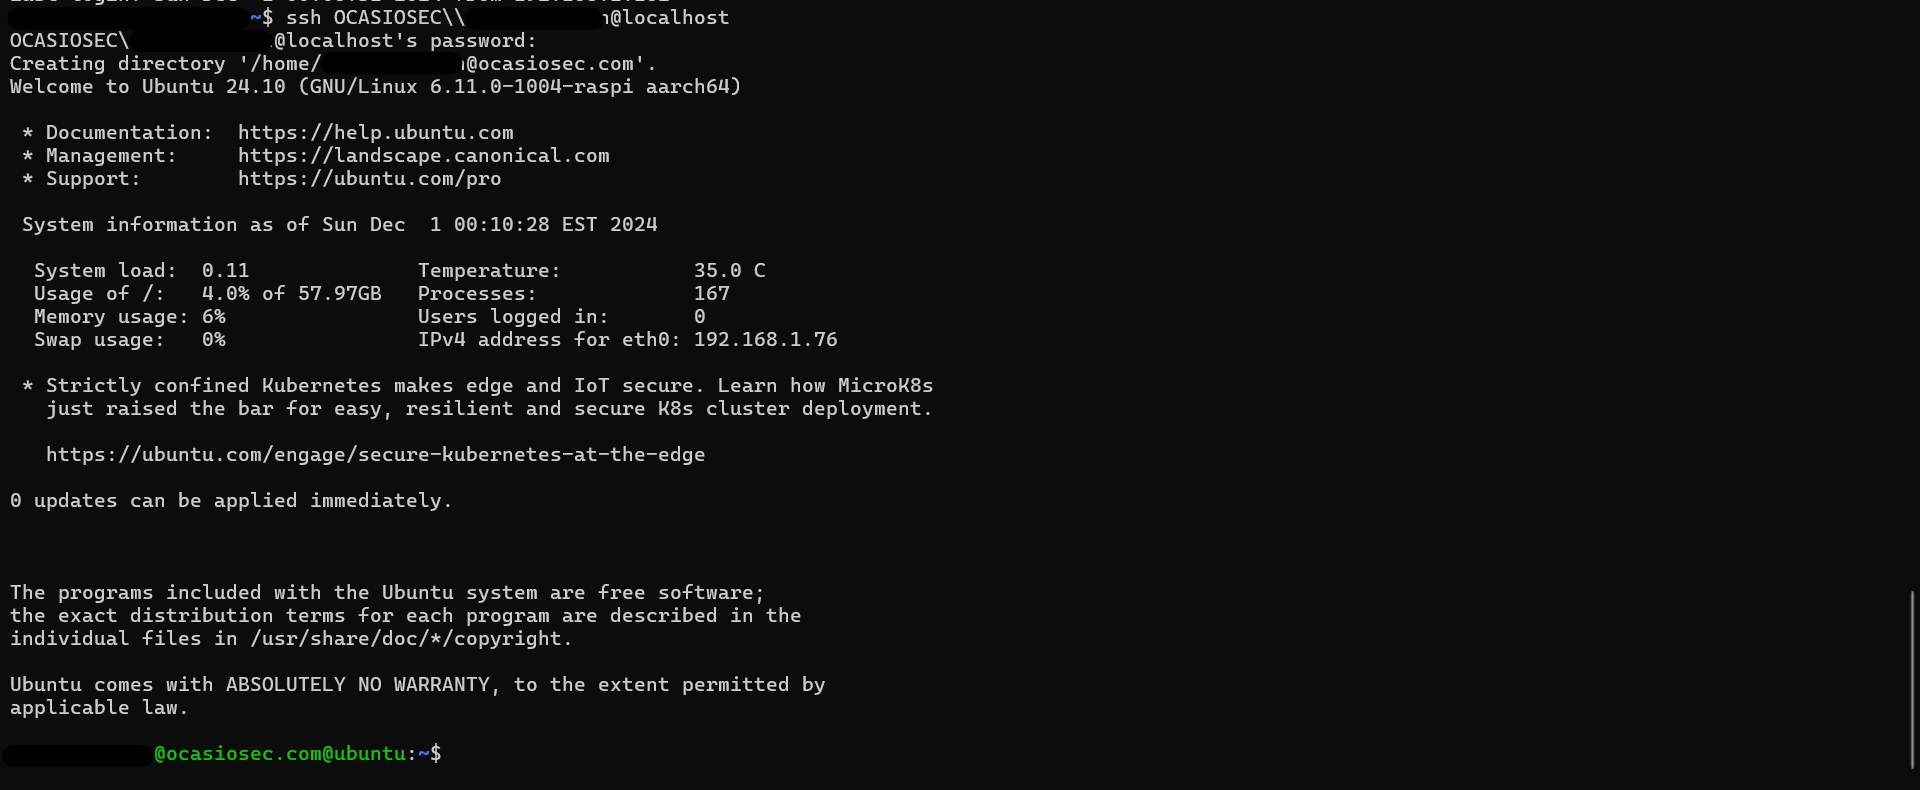 ~$ ssh OCASIOSEC\\ @localhost
OCASIOSEC\ @localhost's password:
Creating directory '/home/ @ocasiosec.com'.
Welcome to Ubuntu 24.10 (GNU/Linux 6.11.0-1004-raspi aarch64)
* Documentation: https://help.ubuntu.com
* Management: https://landscape.canonical.com
* Support: https://ubuntu.com/pro
System information as of Sun Dec 1 00:10:28 EST 2024
System load: 0.11 Temperature: 35.0 C
Usage of /: 4.0% of 57.97GB Processes: 167
Memory usage: 6% Users logged in: 0
Swap usage: 0% IPv4 address for eth0: 192.168.1.76
* Strictly confined Kubernetes makes edge and IoT secure. Learn how MicroK8s
just raised the bar for easy, resilient and secure K8s cluster deployment.
https://ubuntu.com/engage/secure-kubernetes-at-the-edge
0 updates can be applied immediately.
The programs included with the Ubuntu system are free software;
the exact distribution terms for each program are described in the
individual files in /usr/share/doc/*/copyright.
Ubuntu comes with ABSOLUTELY NO WARRANTY, to the extent permitted by
applicable law.
@ocasiosec.com@ubuntu:~$